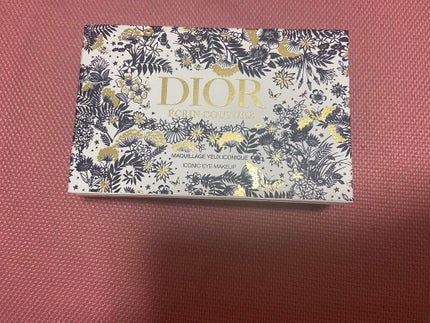 DIOR
ÉCRIN COUTURE
MAQUILLAGE YEUX ICONIQUE
ICONIC EYE MAKEUP